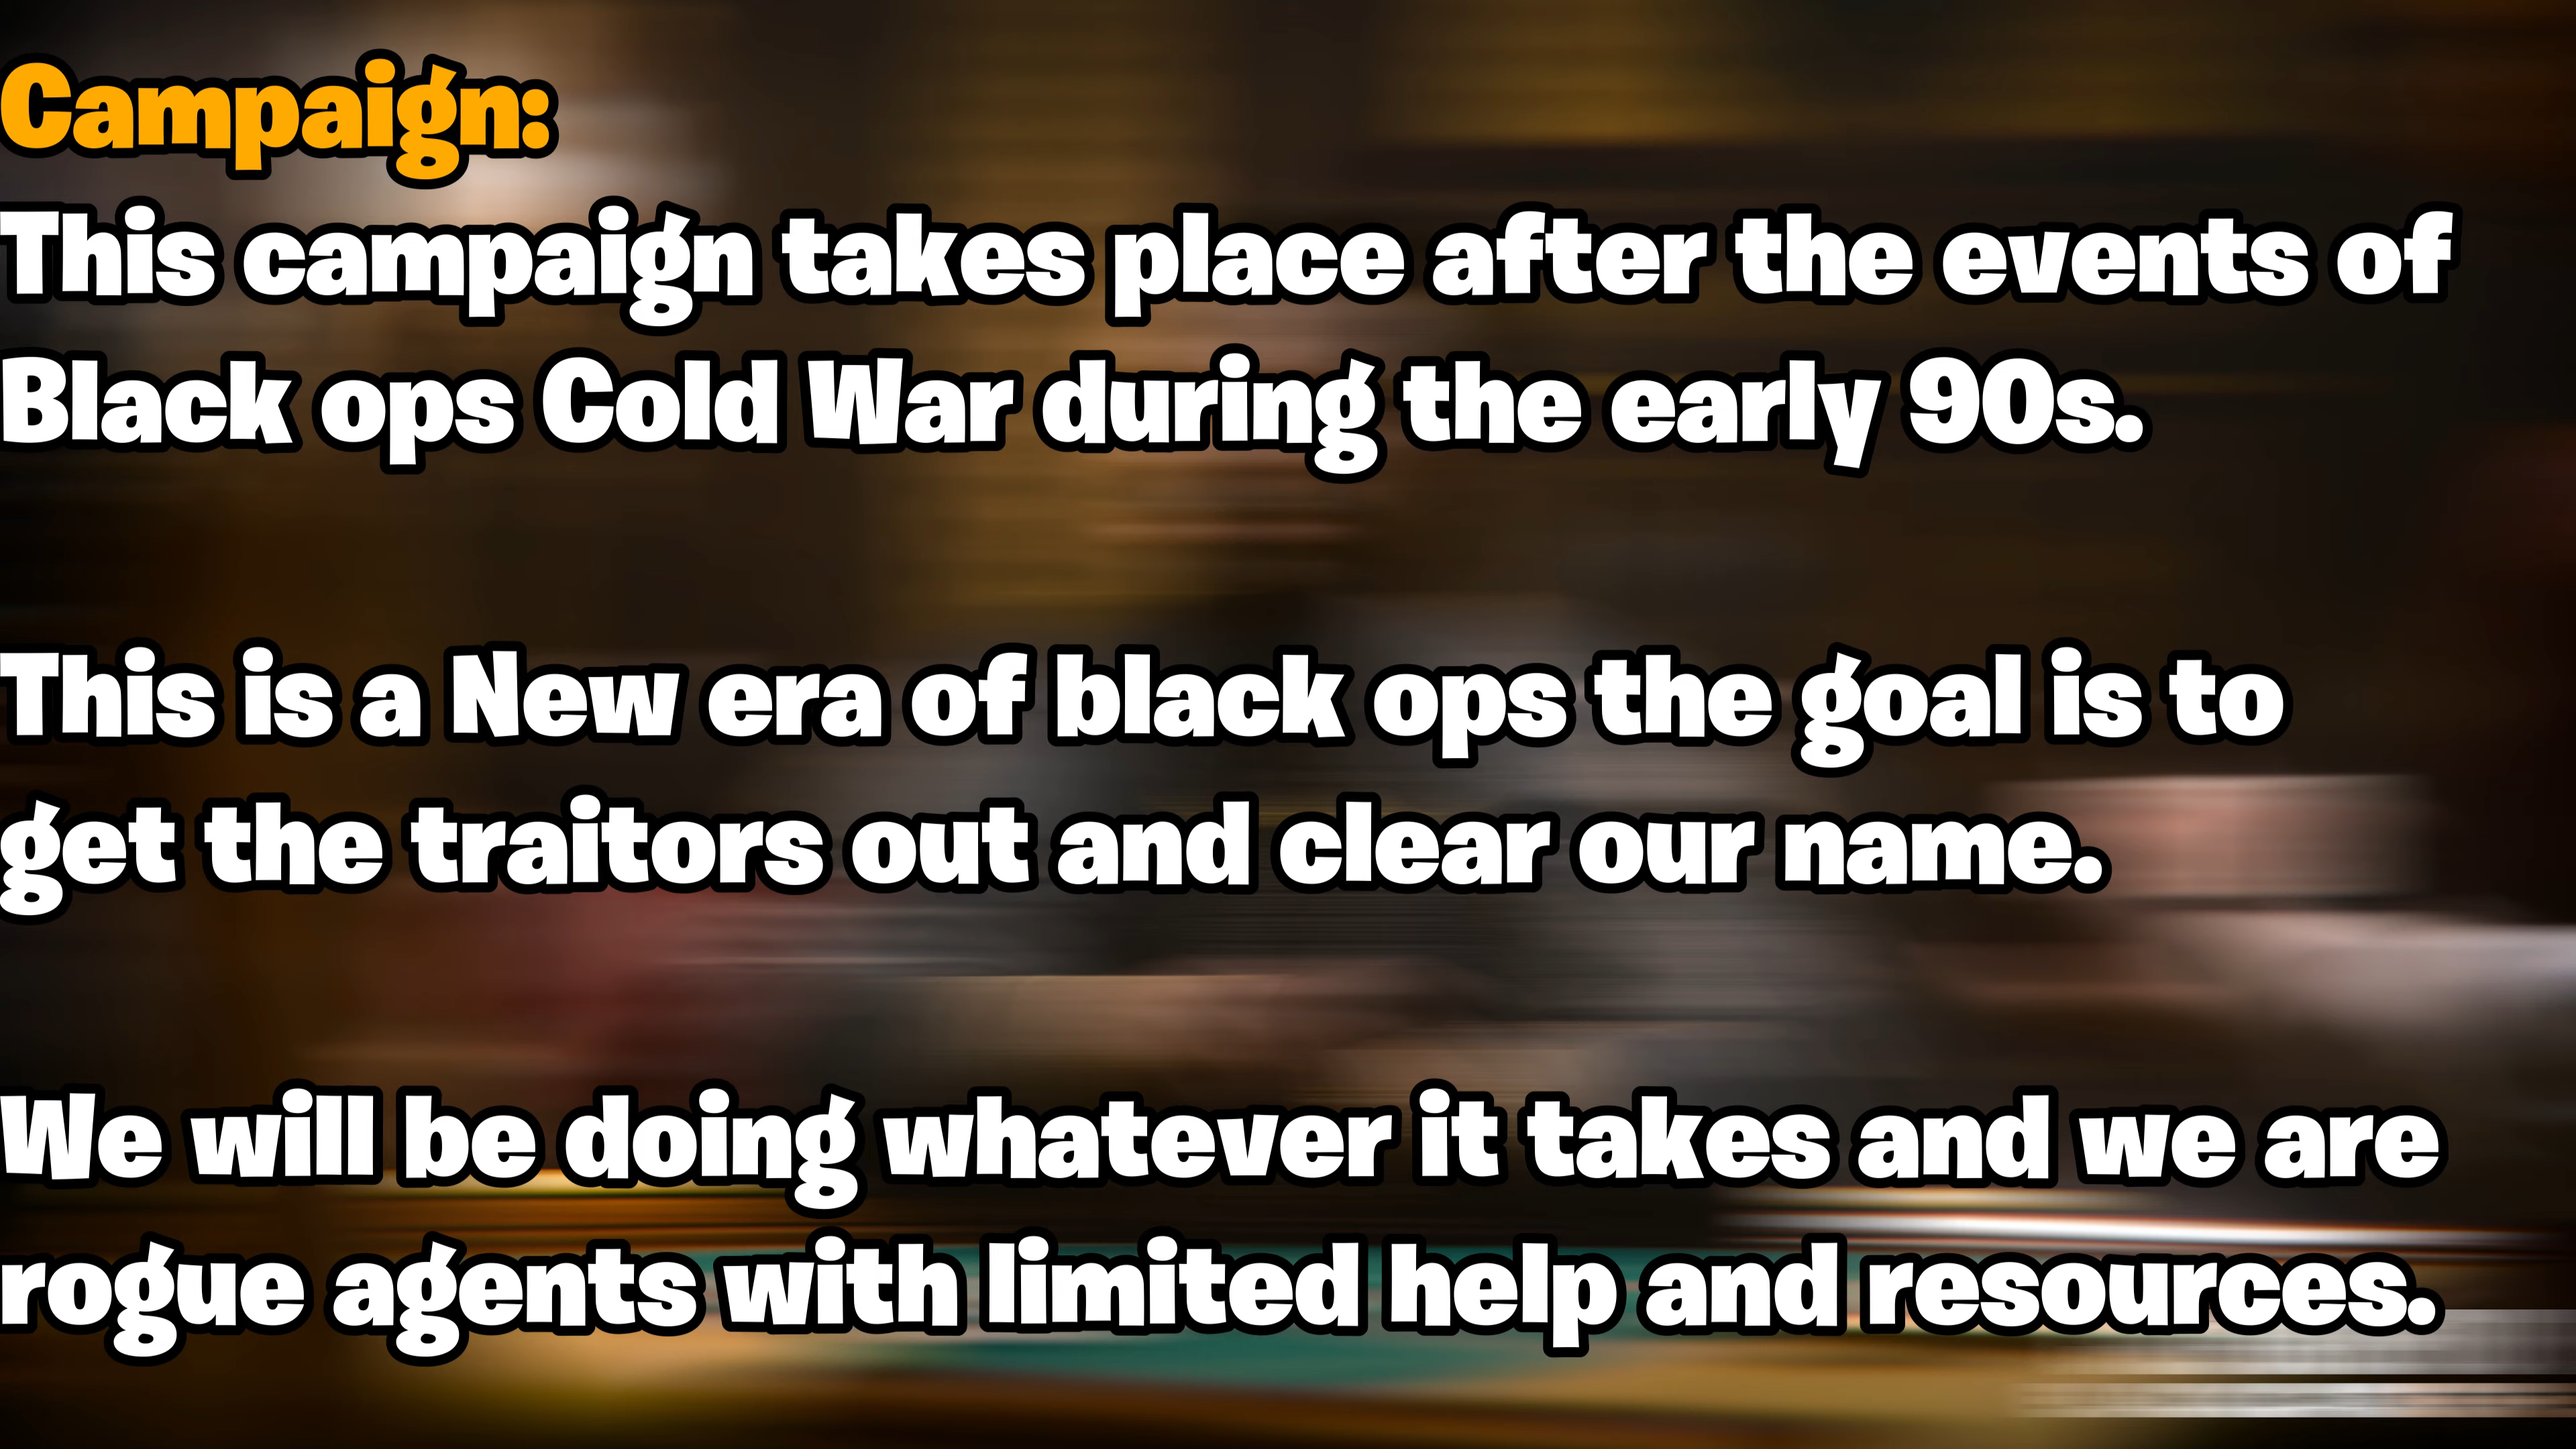 Campaign:
This campaign takes place after the events of
Black ops Cold War during the early 90s.
This is a New era of black ops the goal is to
get the traitors out and clear our name.
We will be doing whatever it takes and we are
rogue agents with limited help and resources.